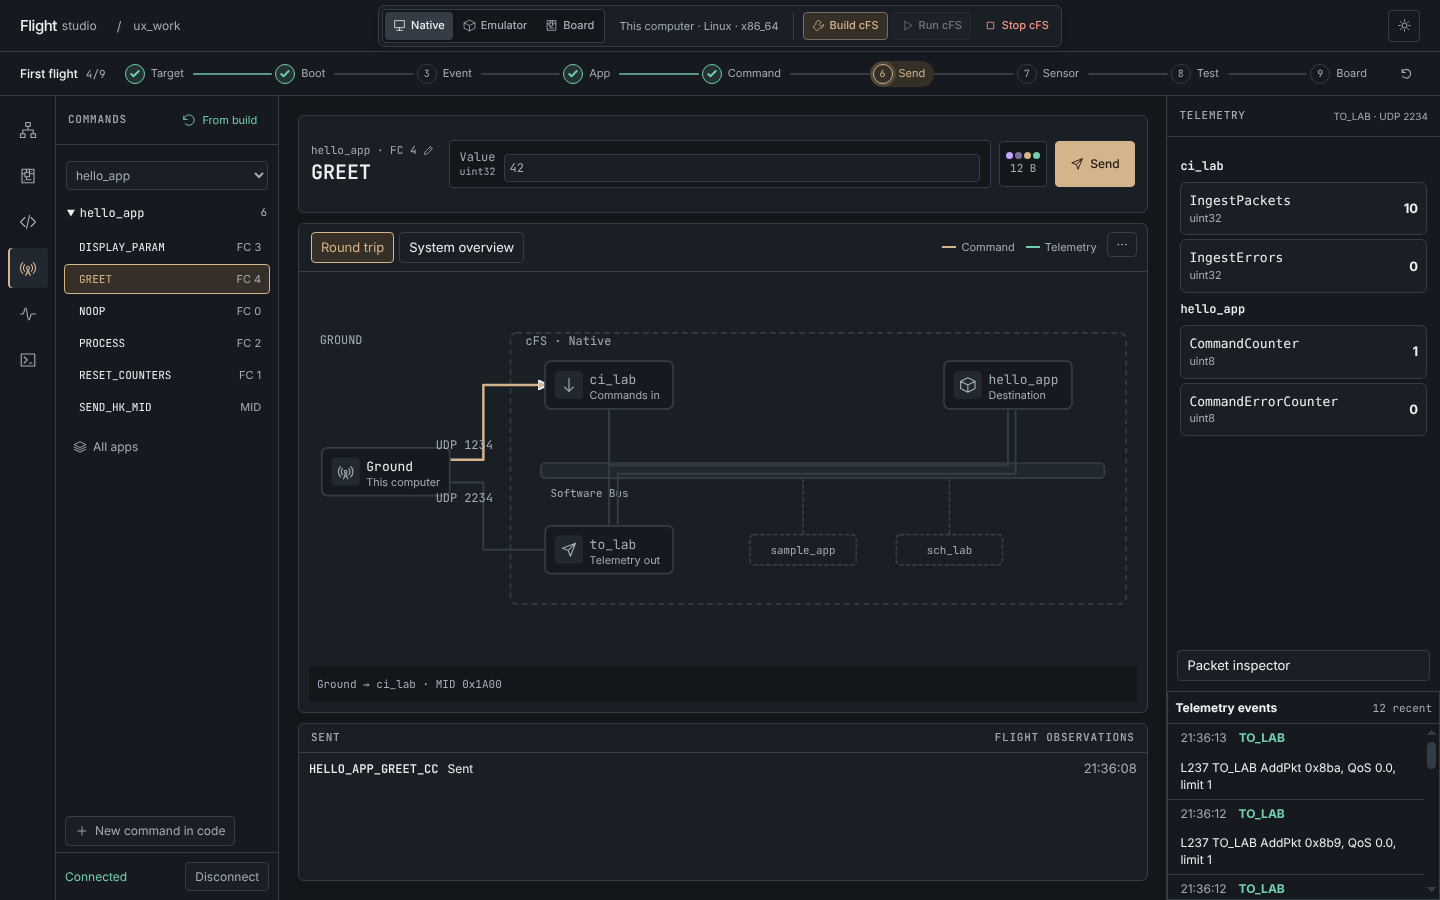 Flight studio / ux_work
Native
Emulator
Board
This computer · Linux · x86_64
Build cFS
Run cFS
Stop cFS
First flight 4/9
Target
Boot
3 Event
App
Command
6 Send
7 Sensor
8 Test
9 Board
COMMANDS
From build
hello_app
hello_app 6
DISPLAY_PARAM FC 3
GREET FC 4
NOOP FC 0
PROCESS FC 2
RESET_COUNTERS FC 1
SEND_HK_MID MID
All apps
New command in code
Connected
Disconnect
hello_app · FC 4
GREET
Value
uint32
42
12 B
Send
Round trip
System overview
Command
Telemetry
...
GROUND
cFS · Native
ci_lab
Commands in
hello_app
Destination
UDP 1234
Ground
This computer
UDP 2234
Software Bus
to_lab
Telemetry out
sample_app
sch_lab
Ground → ci_lab · MID 0x1A00
SENT
FLIGHT OBSERVATIONS
HELLO_APP_GREET_CC Sent 21:36:08
TELEMETRY
TO_LAB · UDP 2234
ci_lab
IngestPackets
uint32
10
IngestErrors
uint32
0
hello_app
CommandCounter
uint8
1
CommandErrorCounter
uint8
0
Packet inspector
Telemetry events 12 recent
21:36:13 TO_LAB
L237 TO_LAB AddPkt 0x8ba, QoS 0.0,
limit 1
21:36:12 TO_LAB
L237 TO_LAB AddPkt 0x8b9, QoS 0.0,
limit 1
21:36:12 TO_LAB